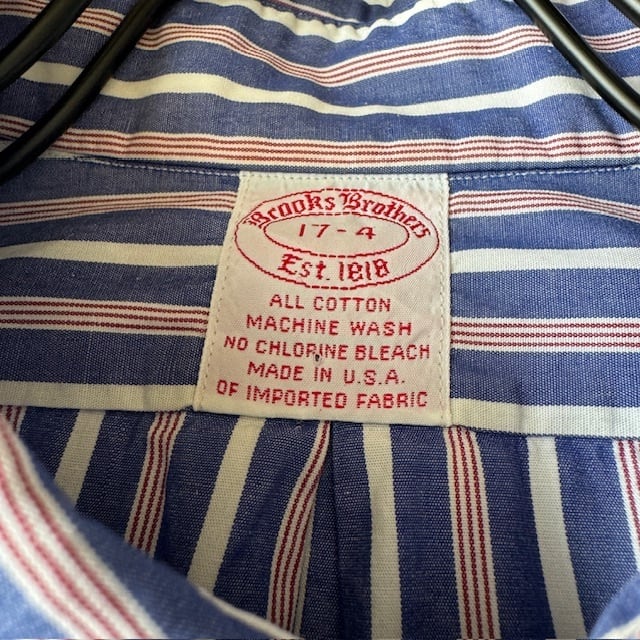 Brooks Brothers
17-4
Est. 1818
ALL COTTON
MACHINE WASH
NO CHLORINE BLEACH
MADE IN U.S.A.
OF IMPORTED FABRIC